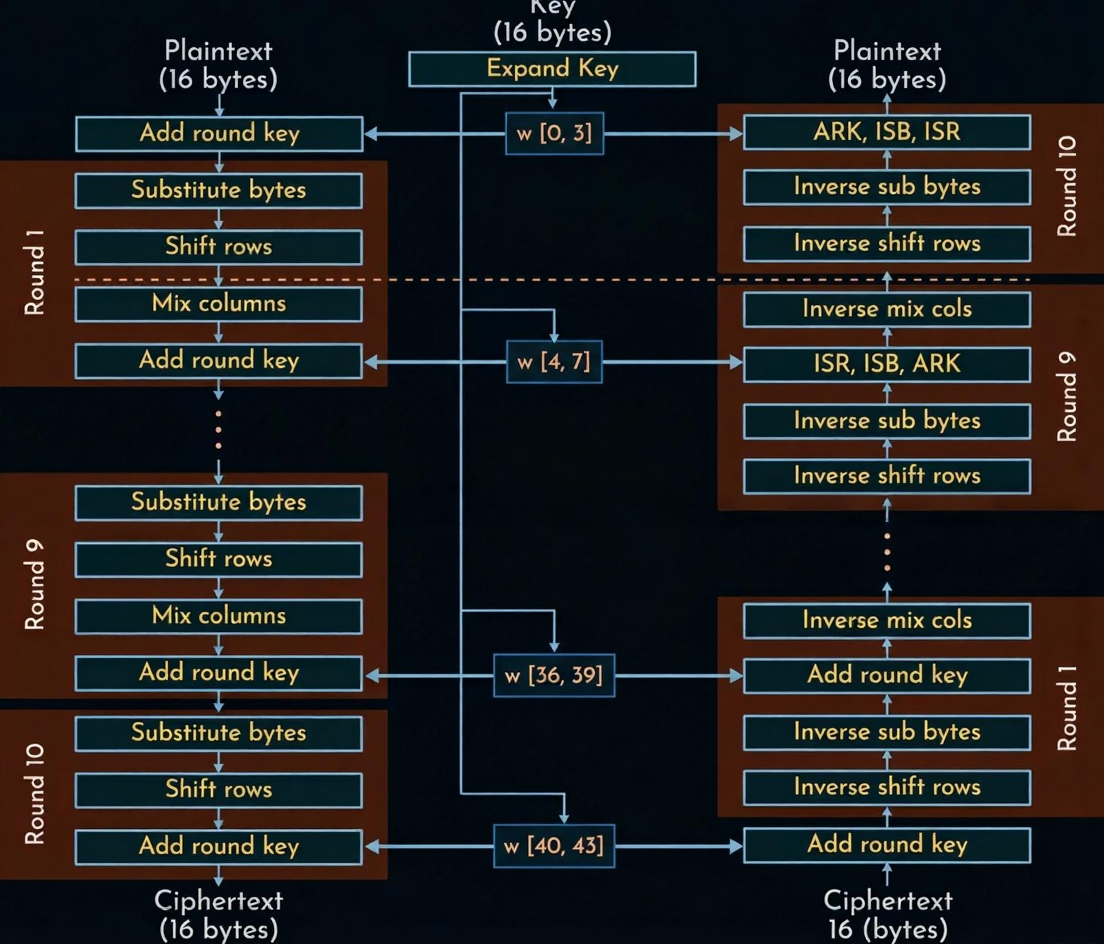 Key
(16 bytes)
Expand Key
Plaintext
(16 bytes)
Add round key
Round 1
Substitute bytes
Shift rows
Mix columns
Add round key
Round 9
Substitute bytes
Shift rows
Mix columns
Add round key
Round 10
Substitute bytes
Shift rows
Add round key
Ciphertext
(16 bytes)
w [0, 3]
w [4, 7]
w [36, 39]
w [40, 43]
Plaintext
(16 bytes)
ARK, ISB, ISR
Inverse sub bytes
Inverse shift rows
Round 10
Inverse mix cols
ISR, ISB, ARK
Inverse sub bytes
Inverse shift rows
Round 9
Inverse mix cols
Add round key
Inverse sub bytes
Inverse shift rows
Round 1
Add round key
Ciphertext
16 (bytes)